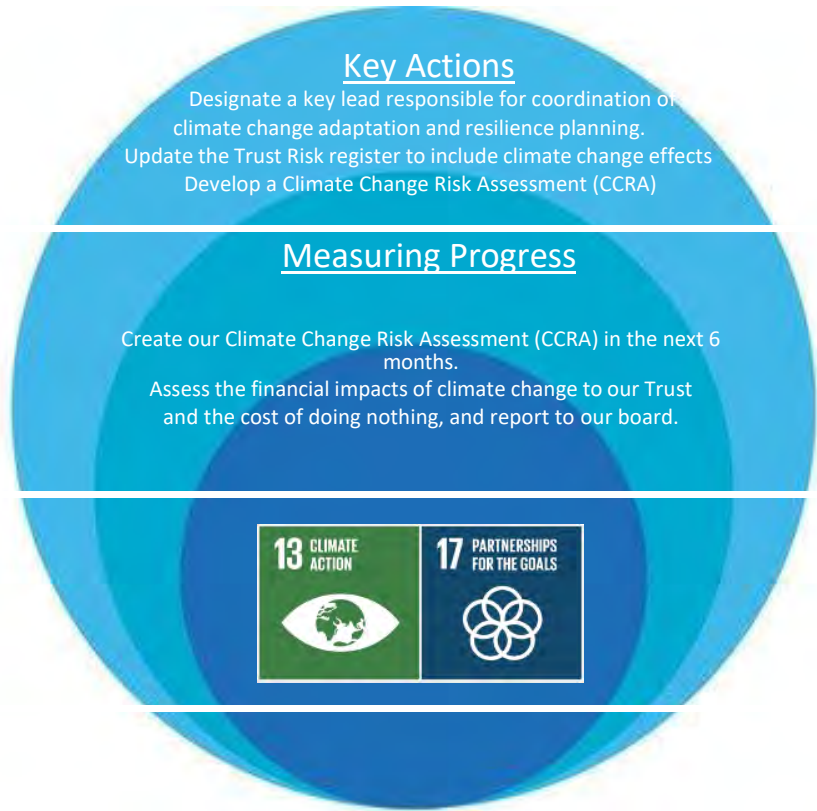 Key Actions
Designate a key lead responsible for coordination of
climate change adaptation and resilience planning.
Update the Trust Risk register to include climate change effects
Develop a Climate Change Risk Assessment (CCRA)
Measuring Progress
Create our Climate Change Risk Assessment (CCRA) in the next 6
months.
Assess the financial impacts of climate change to our Trust
and the cost of doing nothing, and report to our board.
13 CLIMATE
ACTION
17 PARTNERSHIPS
FOR THE GOALS